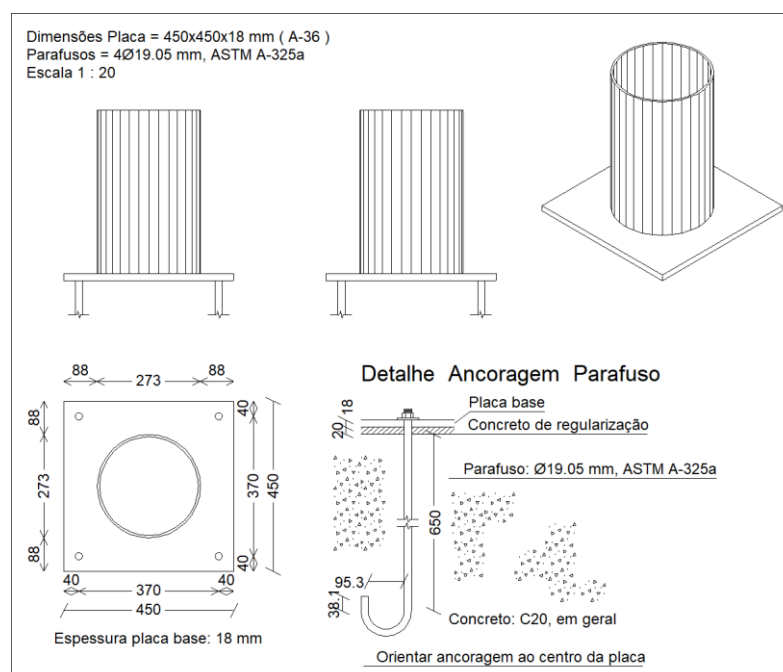 Dimensões Placa = 450x450x18 mm ( A-36 )
Parafusos = 4Ø19.05 mm, ASTM A-325a
Escala 1 : 20
88
273
88
88
273
88
40
370
40
450
40
370
40
450
Espessura placa base: 18 mm
Detalhe Ancoragem Parafuso
18
20
Placa base
Concreto de regularização
Parafuso: Ø19.05 mm, ASTM A-325a
650
95.3
38.1
Concreto: C20, em geral
Orientar ancoragem ao centro da placa